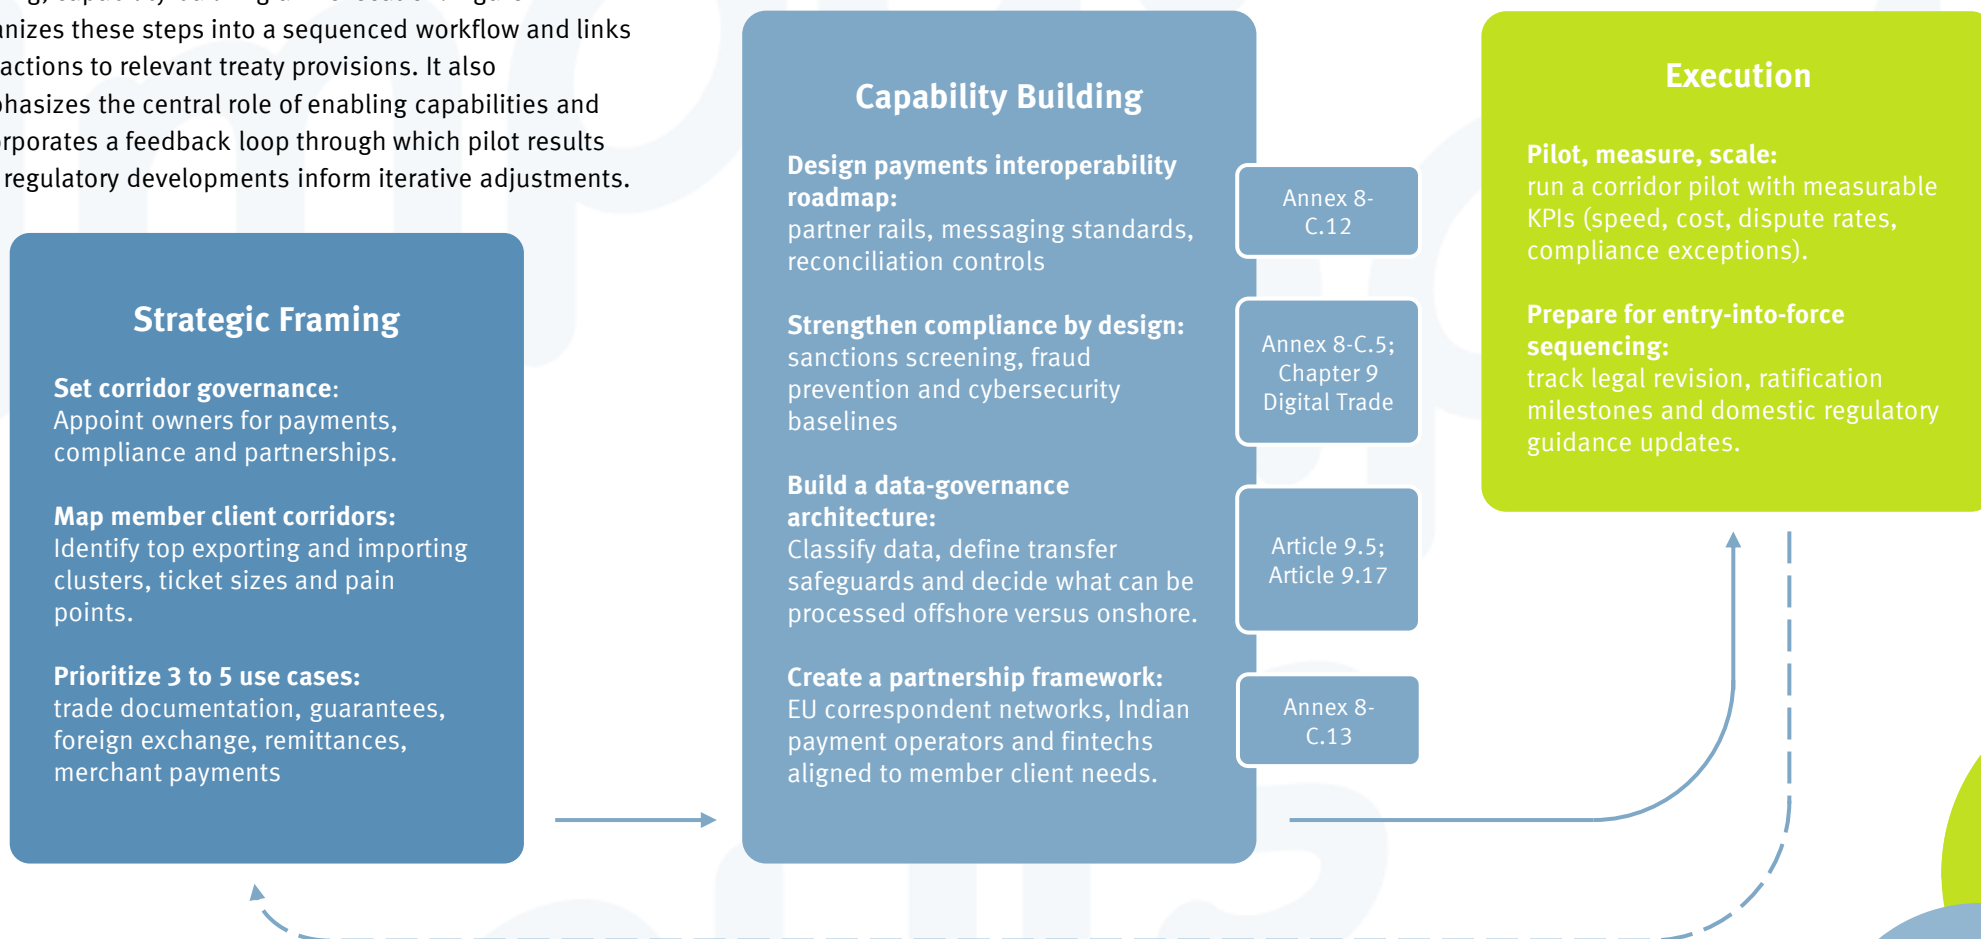 anizes these steps into a sequenced workflow and links
actions to relevant treaty provisions. It also
hasizes the central role of enabling capabilities and
rporates a feedback loop through which pilot results
regulatory developments inform iterative adjustments.
Strategic Framing
Set corridor governance:
Appoint owners for payments,
compliance and partnerships.
Map member client corridors:
Identify top exporting and importing
clusters, ticket sizes and pain
points.
Prioritize 3 to 5 use cases:
trade documentation, guarantees,
foreign exchange, remittances,
merchant payments
Capability Building
Design payments interoperability
roadmap:
partner rails, messaging standards,
reconciliation controls
Annex 8-
C.12
Strengthen compliance by design:
sanctions screening, fraud
prevention and cybersecurity
baselines
Annex 8-C.5;
Chapter 9
Digital Trade
Build a data-governance
architecture:
Classify data, define transfer
safeguards and decide what can be
processed offshore versus onshore.
Article 9.5;
Article 9.17
Create a partnership framework:
EU correspondent networks, Indian
payment operators and fintechs
aligned to member client needs.
Annex 8-
C.13
Execution
Pilot, measure, scale:
run a corridor pilot with measurable
KPIs (speed, cost, dispute rates,
compliance exceptions).
Prepare for entry-into-force
sequencing:
track legal revision, ratification
milestones and domestic regulatory
guidance updates.